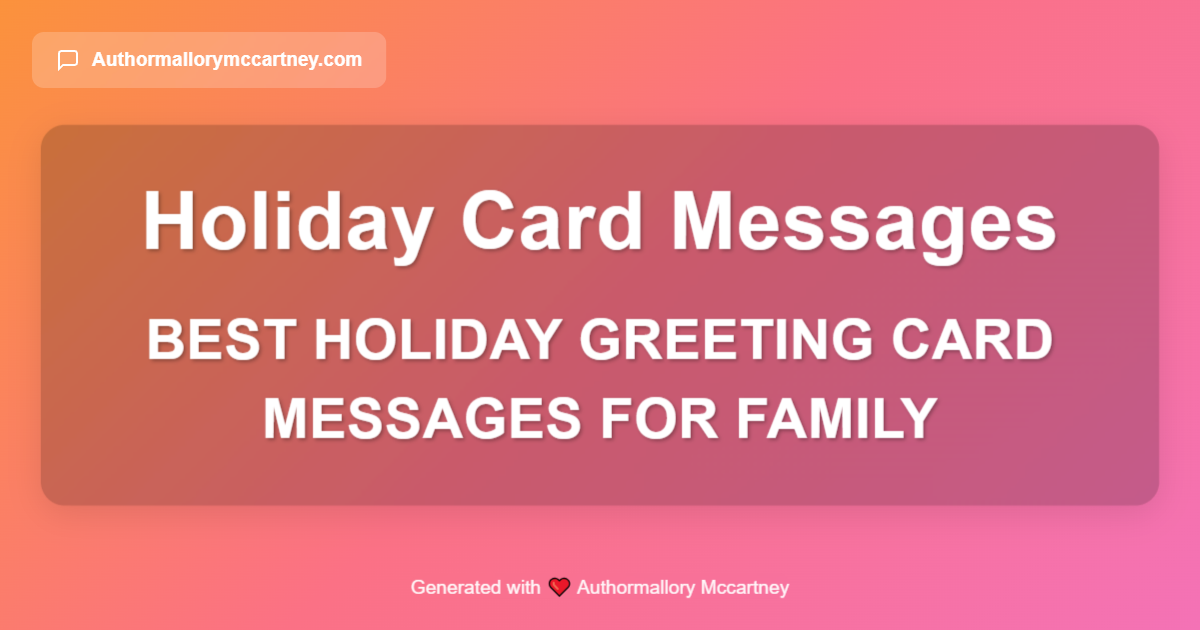 Authormallorymccartney.com
Holiday Card Messages
BEST HOLIDAY GREETING CARD
MESSAGES FOR FAMILY
Generated with ❤️ Authormallory Mccartney